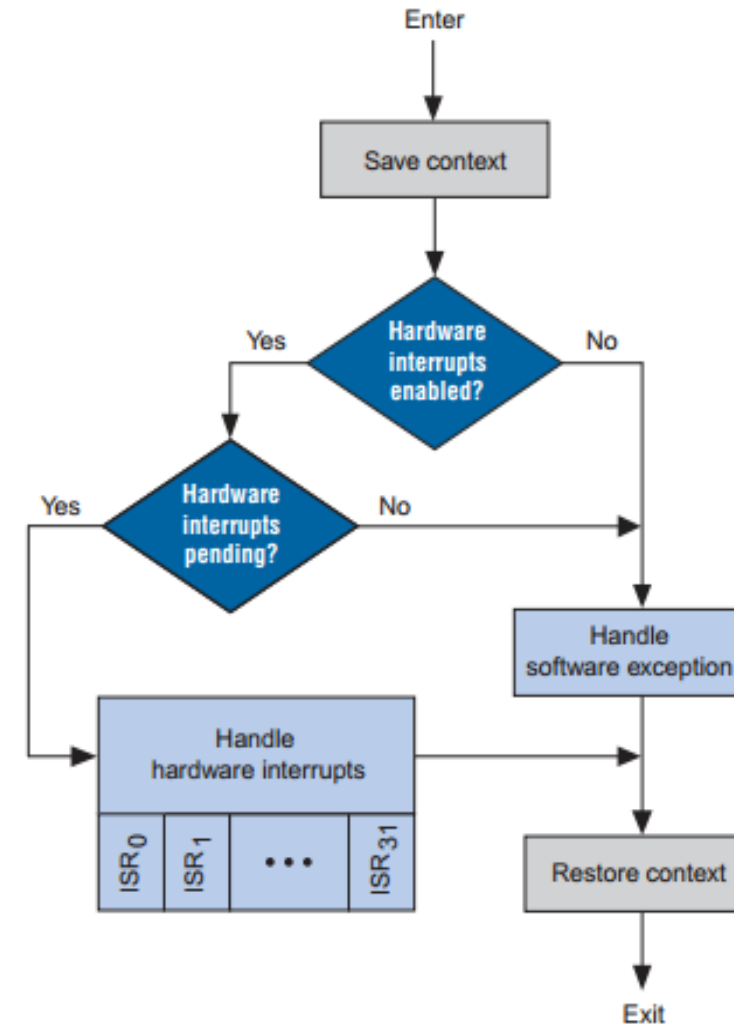 Enter
Save context
Hardware
interrupts
enabled?
Yes
No
Hardware
interrupts
pending?
Yes
No
Handle
software exception
Handle
hardware interrupts
ISR0
ISR1
•••
ISR31
Restore context
Exit